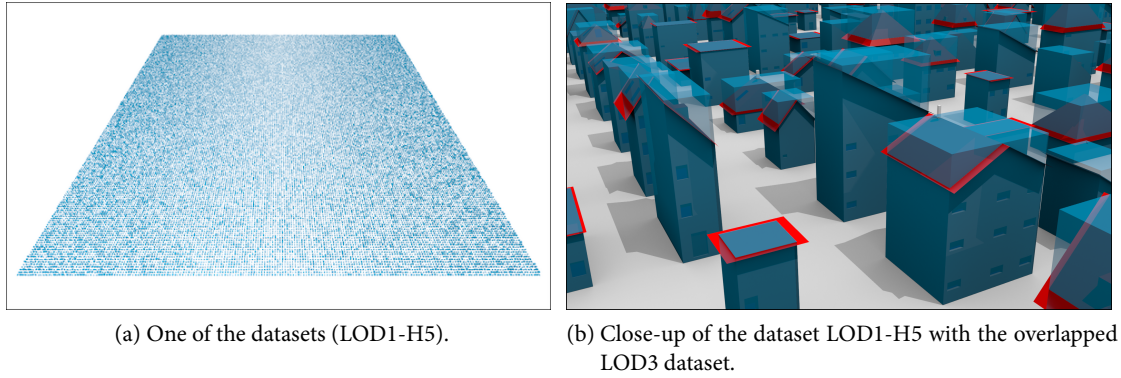 (a) One of the datasets (LOD1-H5).
(b) Close-up of the dataset LOD1-H5 with the overlapped
LOD3 dataset.